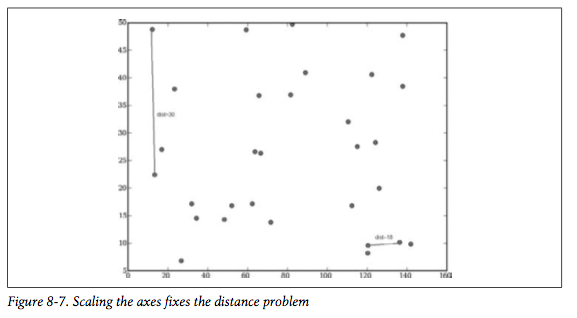 50
45
40
35
dist=30
30
25
20
15
dist=16
10
5
0 20 40 60 80 100 120 140 160
Figure 8-7. Scaling the axes fixes the distance problem